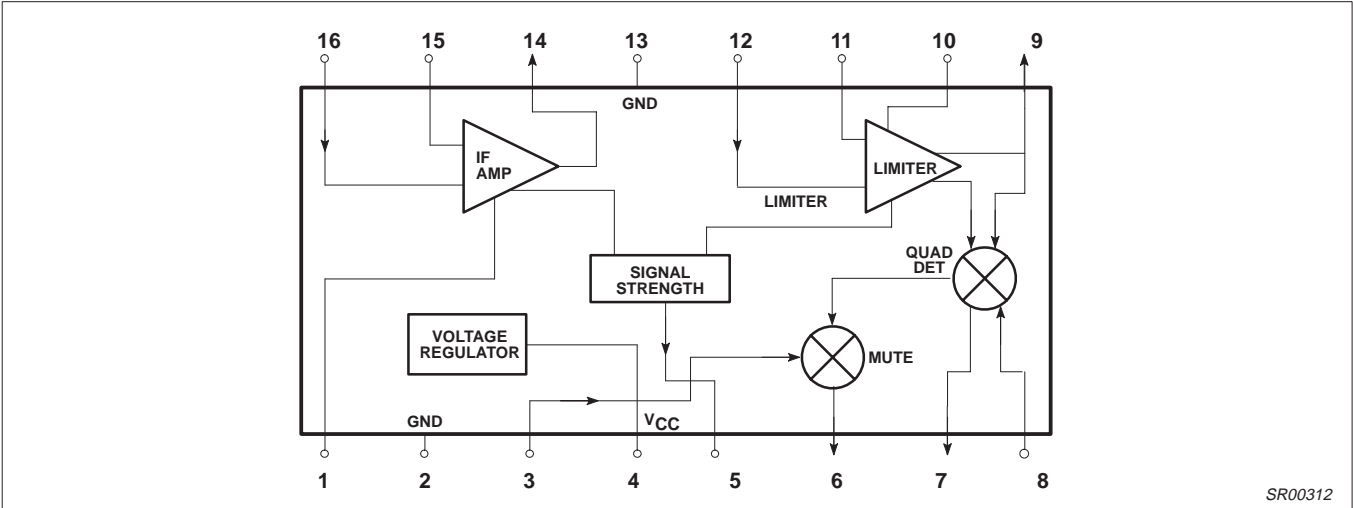 16 15 14 13 12 11 10 9
GND
IF
AMP
LIMITER
LIMITER
QUAD
DET
SIGNAL
STRENGTH
VOLTAGE
REGULATOR
MUTE
GND
VCC
1 2 3 4 5 6 7 8
SR00312